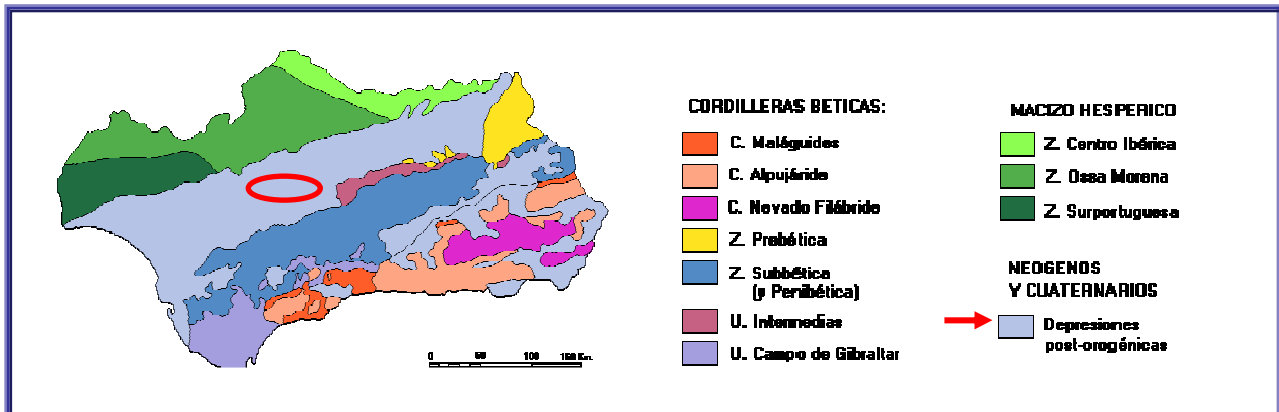 CORDILLERAS BETICAS:
C. Maláguides
C. Alpujáride
C. Nevado Filábride
Z. Prebética
Z. Subbética
(y Penibética)
U. Intermedias
U. Campo de Gibraltar
MACIZO HESPERICO
Z. Centro Ibérica
Z. Ossa Morena
Z. Surportuguesa
NEOGENOS
Y CUATERNARIOS
Depresiones
post-orogénicas
0 50 100 150 Km.